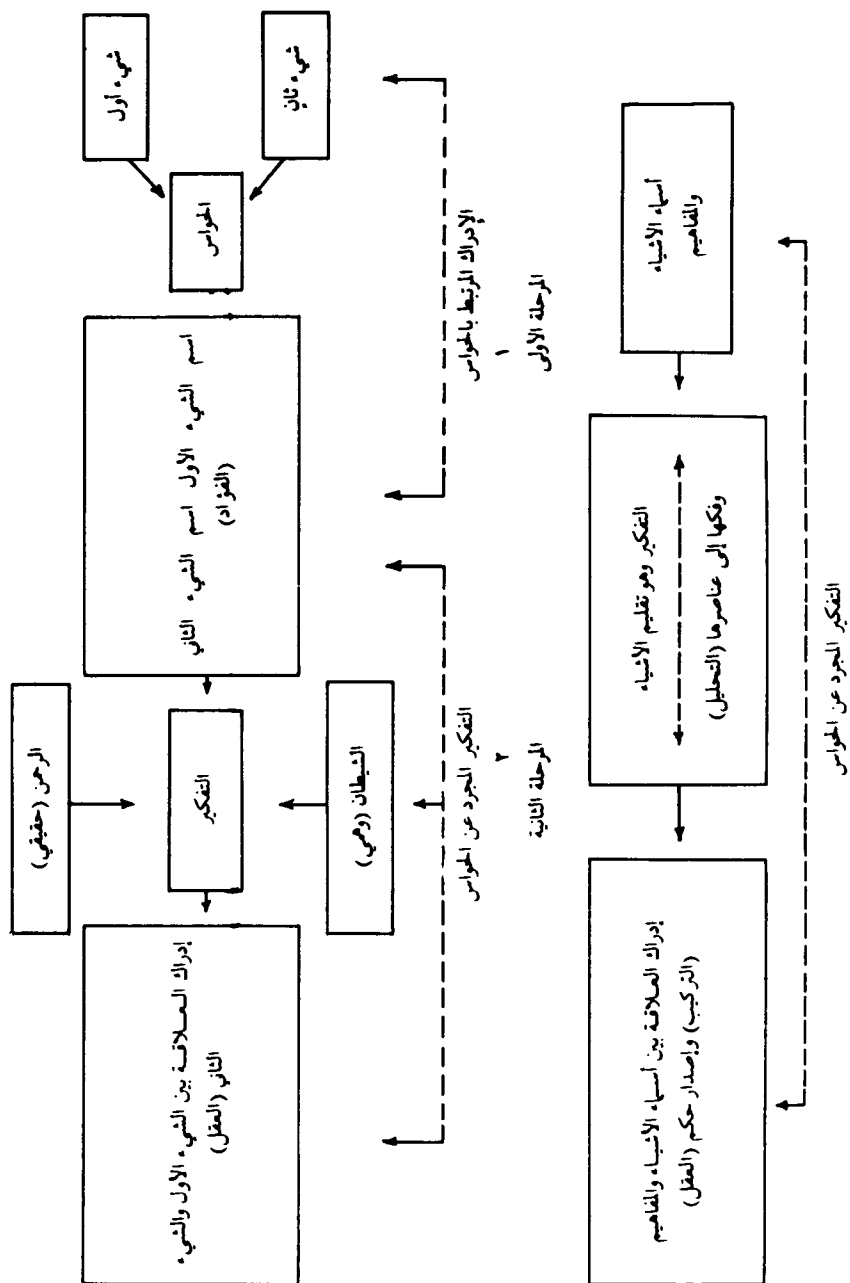 شيء أول
شيء ثانٍ
الحواس
اسم الشيء الأول اسم الشيء الثاني
(الفؤاد)
الرحمن (حقيقي)
التفكير
الشيطان (وهمي)
إدراك العلاقة بين الشيء الأول والشيء
الثاني (العقل)
الإدراك المرتبط بالحواس
١
المرحلة الأولى
التفكير المجرد عن الحواس
٢
المرحلة الثانية
أسماء الأشياء
والمفاهيم
التفكير وهو تقليم الأشياء
وفكها إلى عناصرها (التحليل)
إدراك العلاقة بين أسماء الأشياء والمفاهيم
(التركيب) وإصدار حكم (العقل)
التفكير المجرد عن الحواس